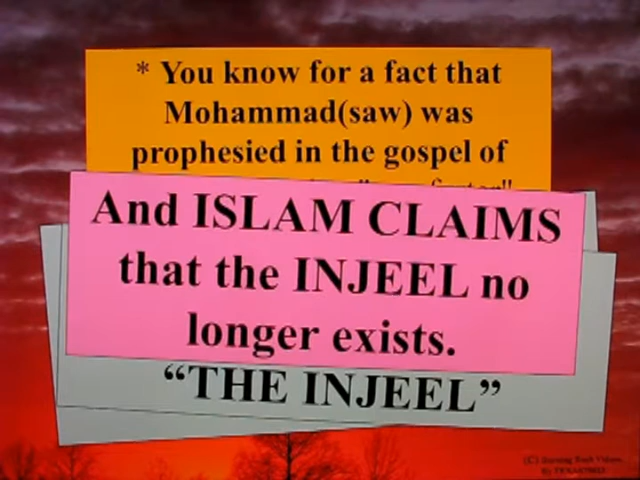 * You know for a fact that
Mohammad(saw) was
prophesied in the gospel of
And ISLAM CLAIMS
that the INJEEL no
longer exists.
“THE INJEEL”
(C)
By